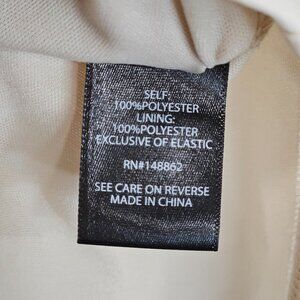 SELF:
100%POLYESTER
LINING:
100%POLYESTER
EXCLUSIVE OF ELASTIC
RN#148862
SEE CARE ON REVERSE
MADE IN CHINA